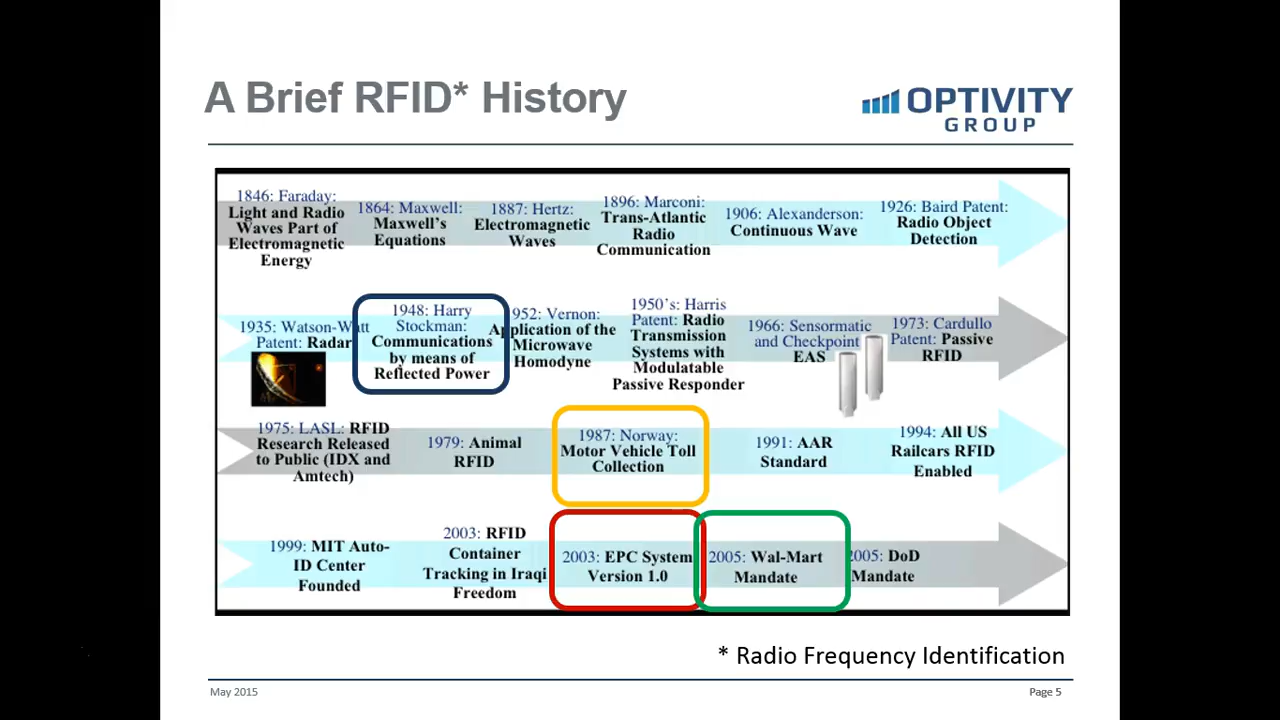 A Brief RFID* History
OPTIVITY
GROUP
1846: Faraday:
Light and Radio
Waves Part of
Electromagnetic
Energy
1864: Maxwell:
Maxwell's
Equations
1887: Hertz:
Electromagnetic
Waves
1896: Marconi:
Trans-Atlantic
Radio
Communication
1906: Alexanderson:
Continuous Wave
1926: Baird Patent:
Radio Object
Detection
1935: Watson-Watt
Patent: Radar
1948: Harry
Stockman:
Communications
by means of
Reflected Power
952: Vernon:
Application of the
Microwave
Homodyne
1950's: Harris
Patent: Radio
Transmission
Systems with
Modulatable
Passive Responder
1966: Sensormatic
and Checkpoint
EAS
1973: Cardullo
Patent: Passive
RFID
1975: LASL: RFID
Research Released
to Public (IDX and
Amtech)
1979: Animal
RFID
1987: Norway:
Motor Vehicle Toll
Collection
1991: AAR
Standard
1994: All US
Railcars RFID
Enabled
1999: MIT Auto-
ID Center
Founded
2003: RFID
Container
Tracking in Iraqi
Freedom
2003: EPC System
Version 1.0
2005: Wal-Mart
Mandate
2005: DoD
Mandate
* Radio Frequency Identification
May 2015
Page 5